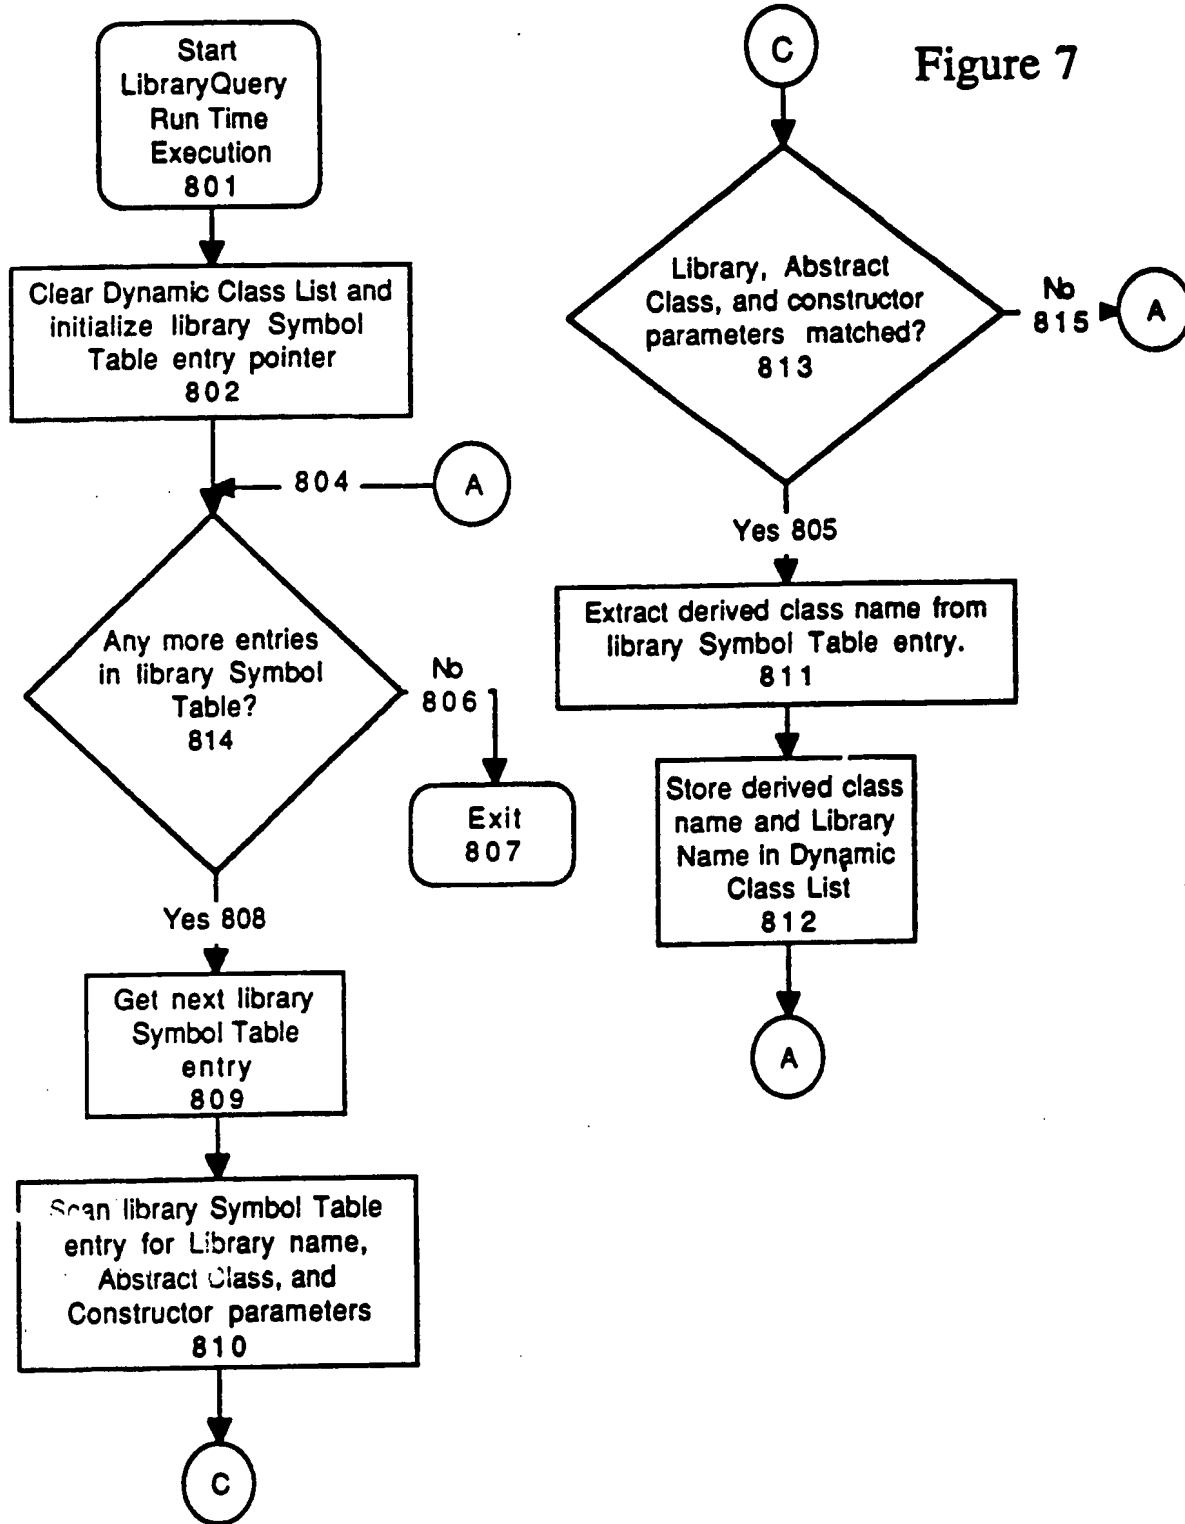 Start
LibraryQuery
Run Time
Execution
801
Clear Dynamic Class List and
initialize library Symbol
Table entry pointer
802
804
A
Any more entries
in library Symbol
Table?
814
No
806
Exit
807
Yes 808
Get next library
Symbol Table
entry
809
Scan library Symbol Table
entry for Library name,
Abstract Class, and
Constructor parameters
810
C
C
Figure 7
Library, Abstract
Class, and constructor
parameters matched?
813
No
815
A
Yes 805
Extract derived class name from
library Symbol Table entry.
811
Store derived class
name and Library
Name in Dynamic
Class List
812
A